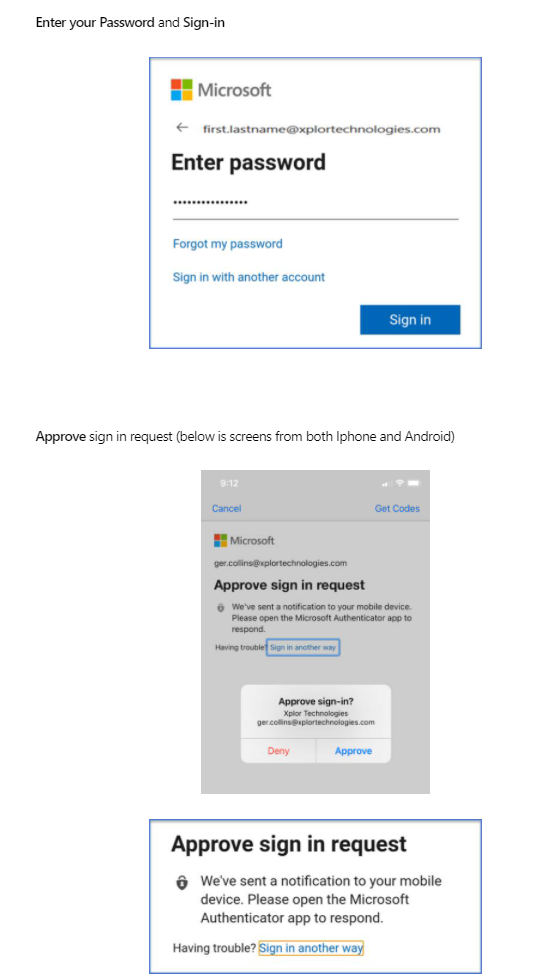 Enter your Password and Sign-in
Microsoft
← first.lastname@xplortechnologies.com
Enter password
••••••••••••••••
Forgot my password
Sign in with another account
Sign in
Approve sign in request (below is screens from both Iphone and Android)
9:12
Cancel Get Codes
Microsoft
ger.collins@xplortechnologies.com
Approve sign in request
We've sent a notification to your mobile device.
Please open the Microsoft Authenticator app to
respond.
Having trouble? Sign in another way
Approve sign-in?
Xplor Technologies
ger.collins@xplortechnologies.com
Deny Approve
Approve sign in request
We've sent a notification to your mobile
device. Please open the Microsoft
Authenticator app to respond.
Having trouble? Sign in another way